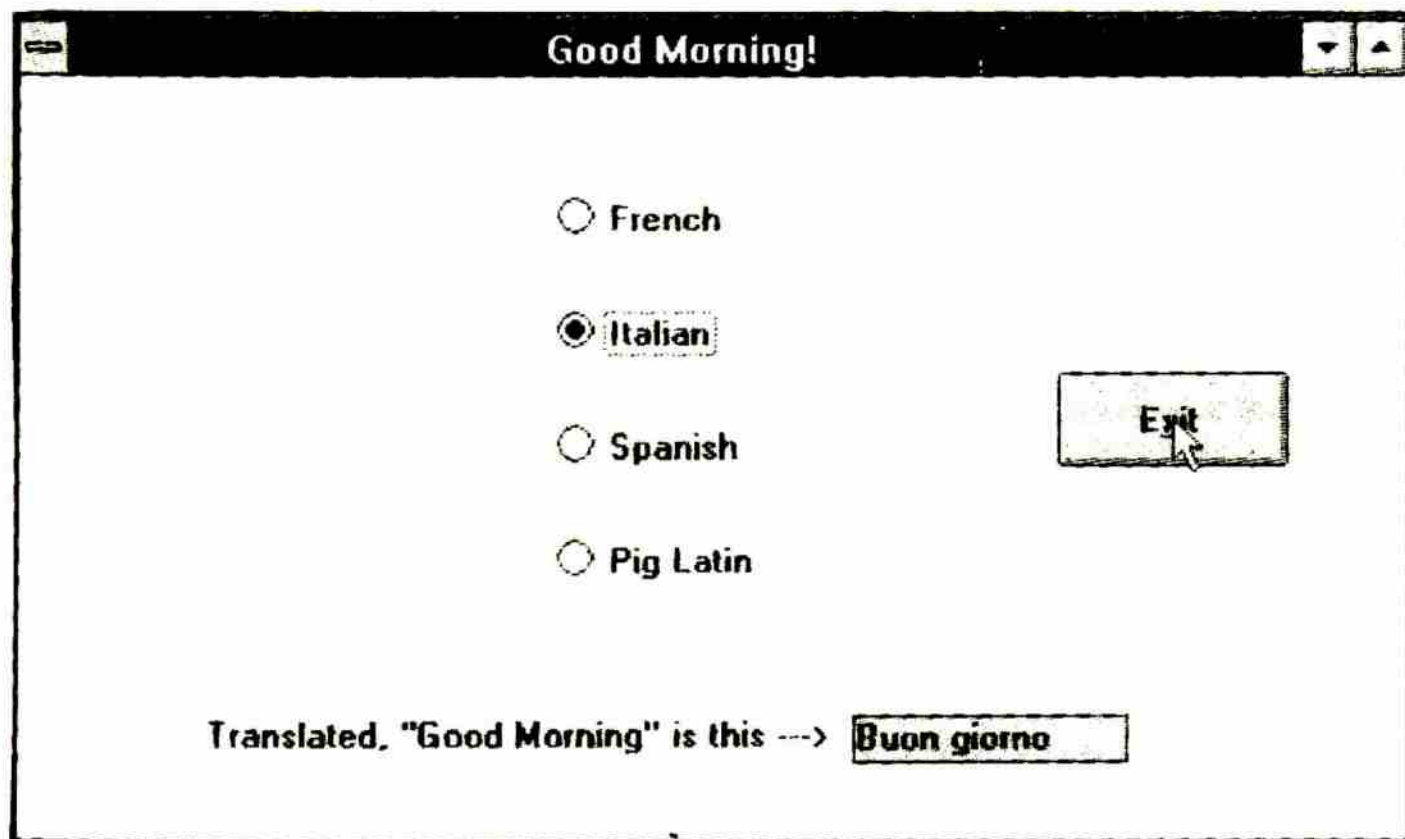 Good Morning!
French
Italian
Exit
Spanish
Pig Latin
Translated, "Good Morning" is this ---> Buon giorno